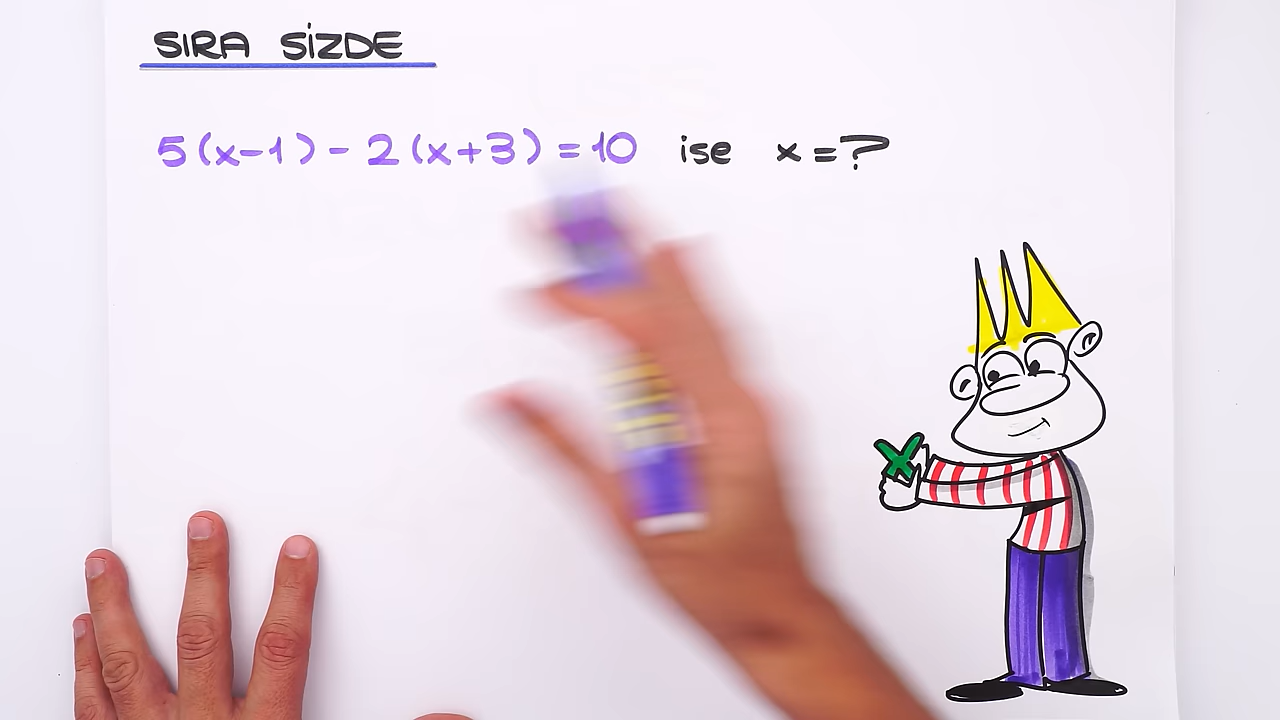 SIRA SİZDE
5(x-1) - 2(x+3) = 10 ise x = ?